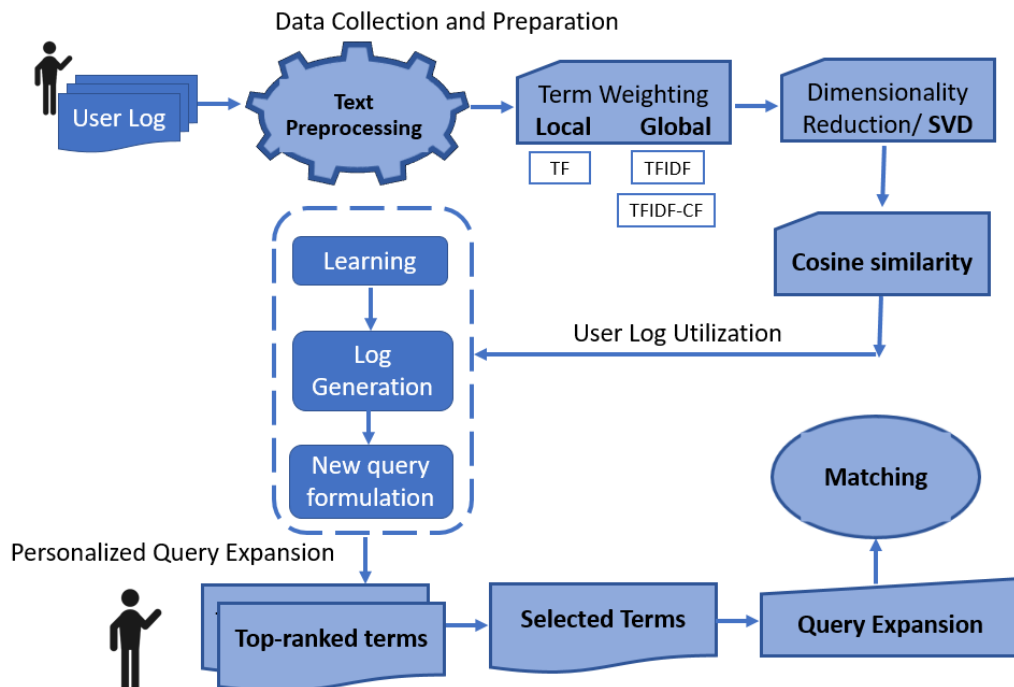 Data Collection and Preparation
User Log
Text
Preprocessing
Term Weighting
Local Global
TF
TFIDF
TFIDF-CF
Dimensionality
Reduction/ SVD
Cosine similarity
User Log Utilization
Learning
Log
Generation
New query
formulation
Matching
Personalized Query Expansion
Top-ranked terms
Selected Terms
Query Expansion